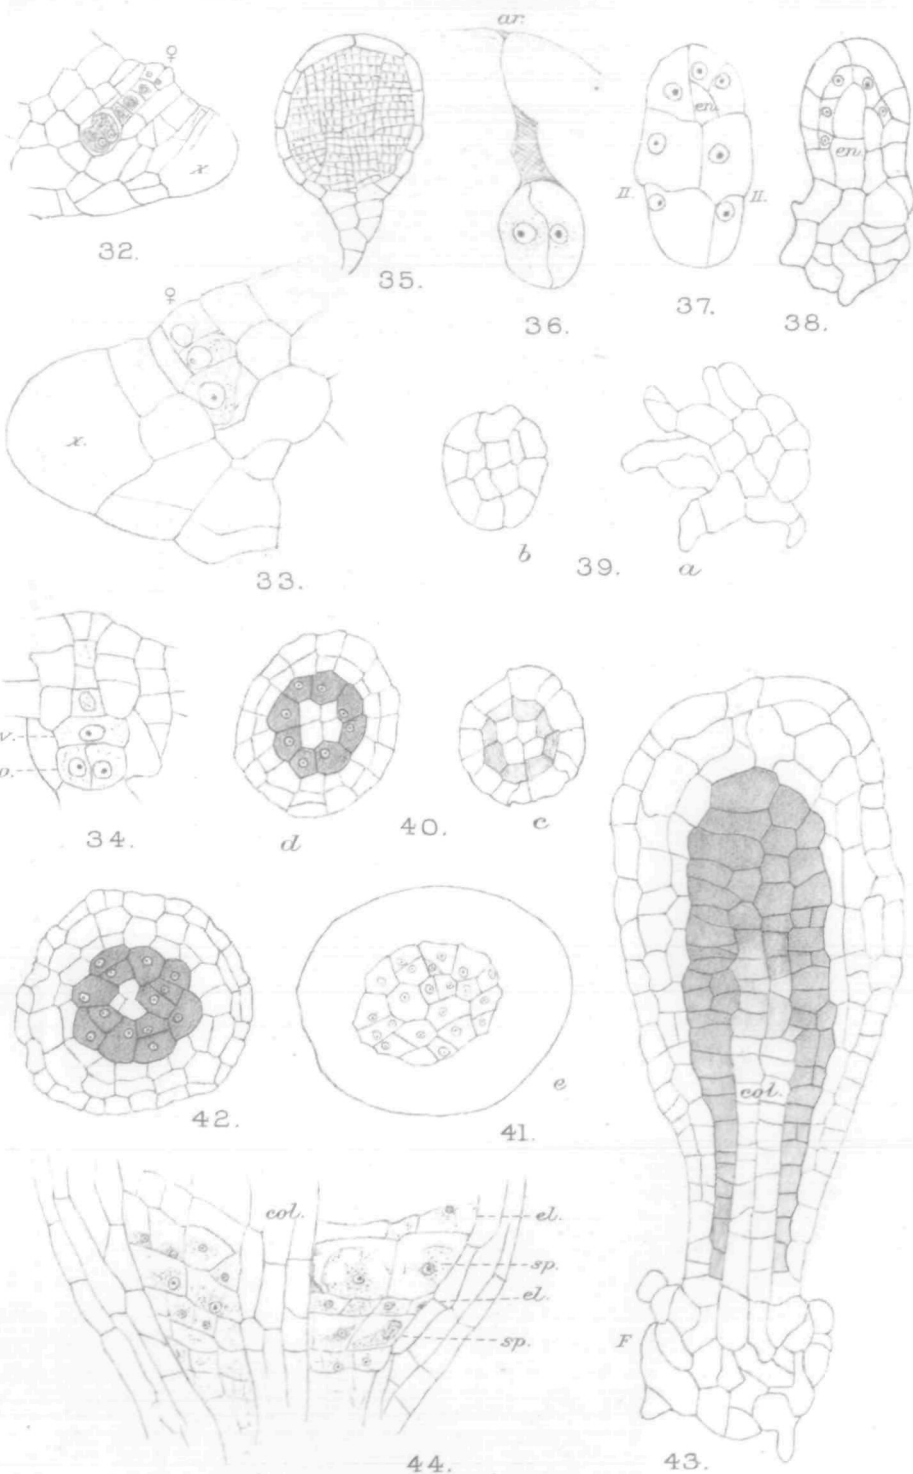 ar.
♀
x
32.
35.
36.
en.
II.
II.
37.
en.
38.
♀
x.
33.
b
39.
a
v.
o.
34.
d
40.
c
42.
e
41.
col.
F
43.
col.
el.
sp.
el.
sp.
44.